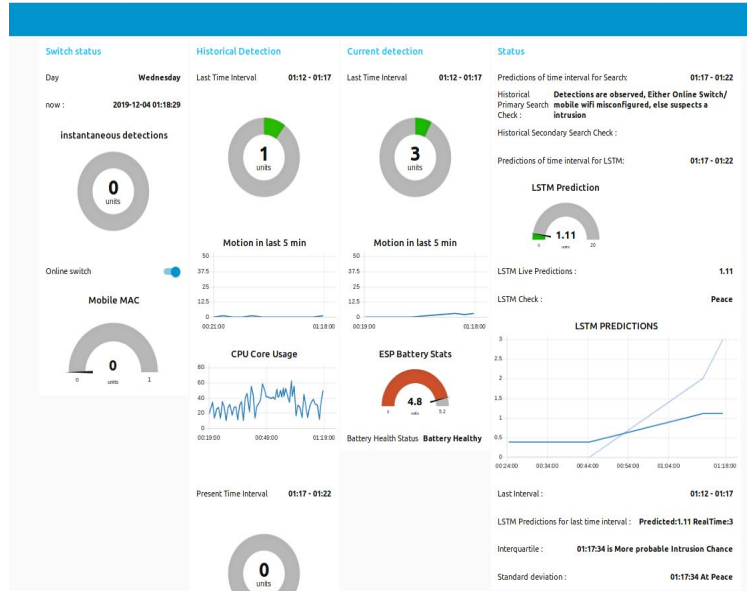 Switch status
Day Wednesday
now : 2019-12-04 01:18:29
instantaneous detections
0
units
Online switch
Mobile MAC
0
0 units 1
Historical Detection
Last Time Interval 01:12 - 01:17
1
units
Motion in last 5 min
50
37.5
25
12.5
0
00:21:00 01:18:00
CPU Core Usage
80
60
40
20
0
00:19:00 00:49:00 01:19:00
Present Time Interval 01:17 - 01:22
0
units
Current detection
Last Time Interval 01:12 - 01:17
3
units
Motion in last 5 min
50
37.5
25
12.5
0
00:19:00 01:18:00
ESP Battery Stats
4.8
0 volts 5.2
Battery Health Status Battery Healthy
Status
Predictions of time interval for Search: 01:17 - 01:22
Historical Detections are observed, Either Online Switch/
Primary Search mobile wifi misconfigured, else suspects a
Check : intrusion
Historical Secondary Search Check :
Predictions of time interval for LSTM: 01:17 - 01:22
LSTM Prediction
1.11
0 units 20
LSTM Live Predictions : 1.11
LSTM Check : Peace
LSTM PREDICTIONS
3
2.5
2
1.5
1
0.5
0
00:24:00 00:34:00 00:44:00 00:54:00 01:04:00 01:18:00
Last Interval : 01:12 - 01:17
LSTM Predictions for last time interval : Predicted:1.11 RealTime:3
Interquartile : 01:17:34 is More probable Intrusion Chance
Standard deviation : 01:17:34 At Peace